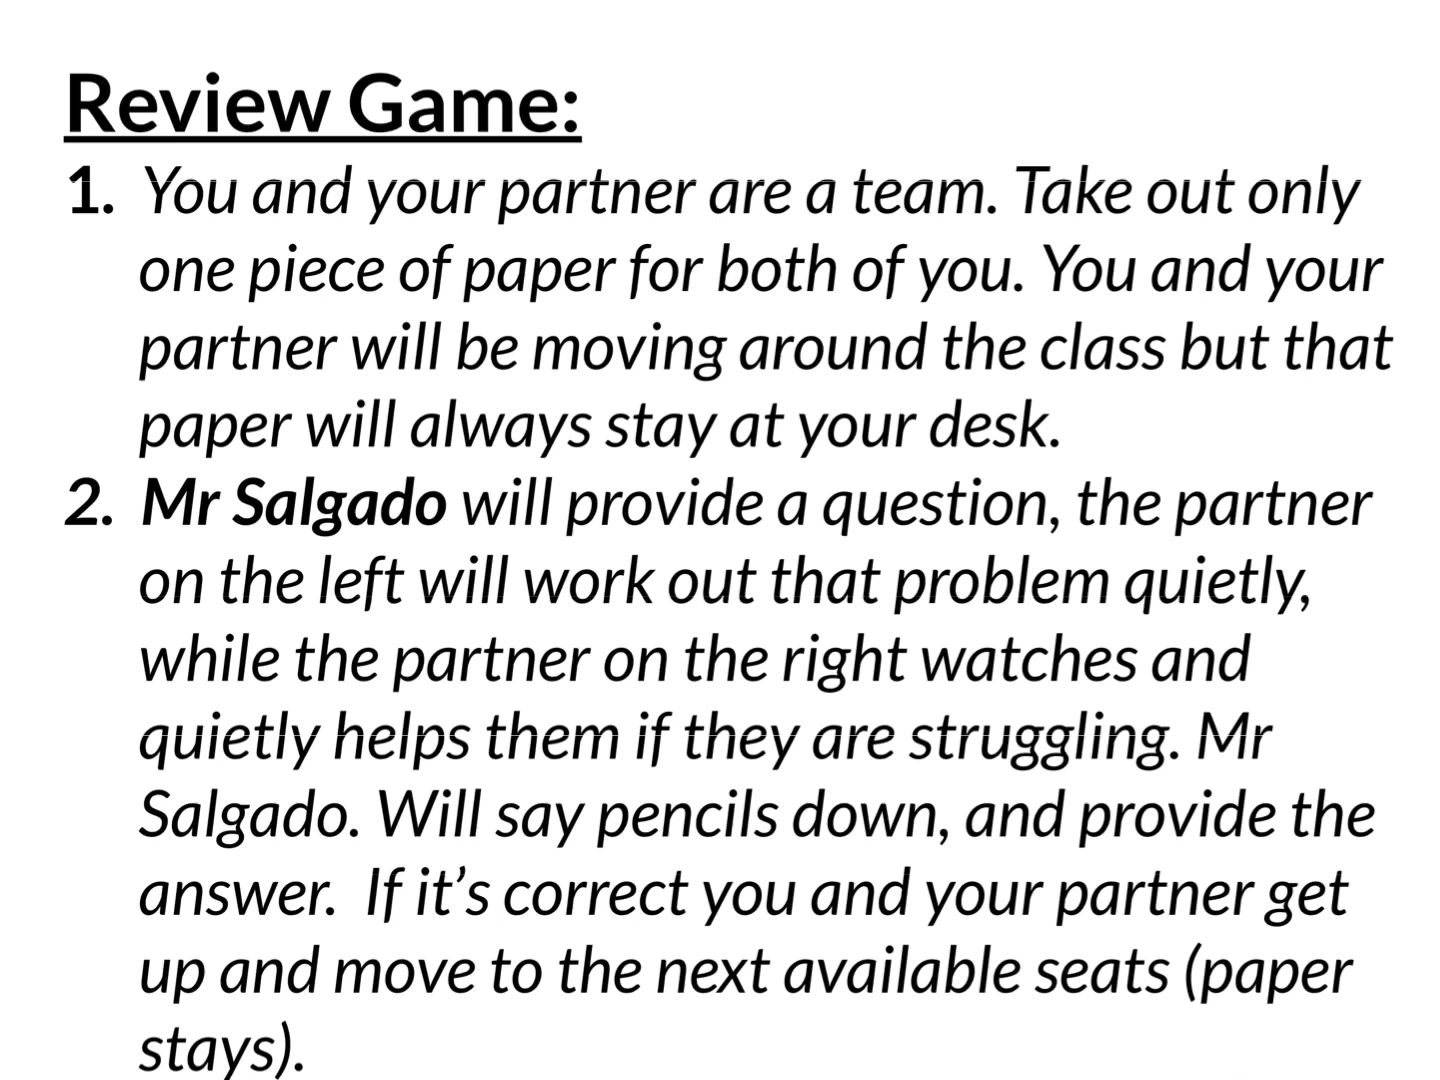 Review Game:
1. You and your partner are a team. Take out only
one piece of paper for both of you. You and your
partner will be moving around the class but that
paper will always stay at your desk.
2. Mr Salgado will provide a question, the partner
on the left will work out that problem quietly,
while the partner on the right watches and
quietly helps them if they are struggling. Mr
Salgado. Will say pencils down, and provide the
answer.  If it’s correct you and your partner get
up and move to the next available seats (paper
stays).